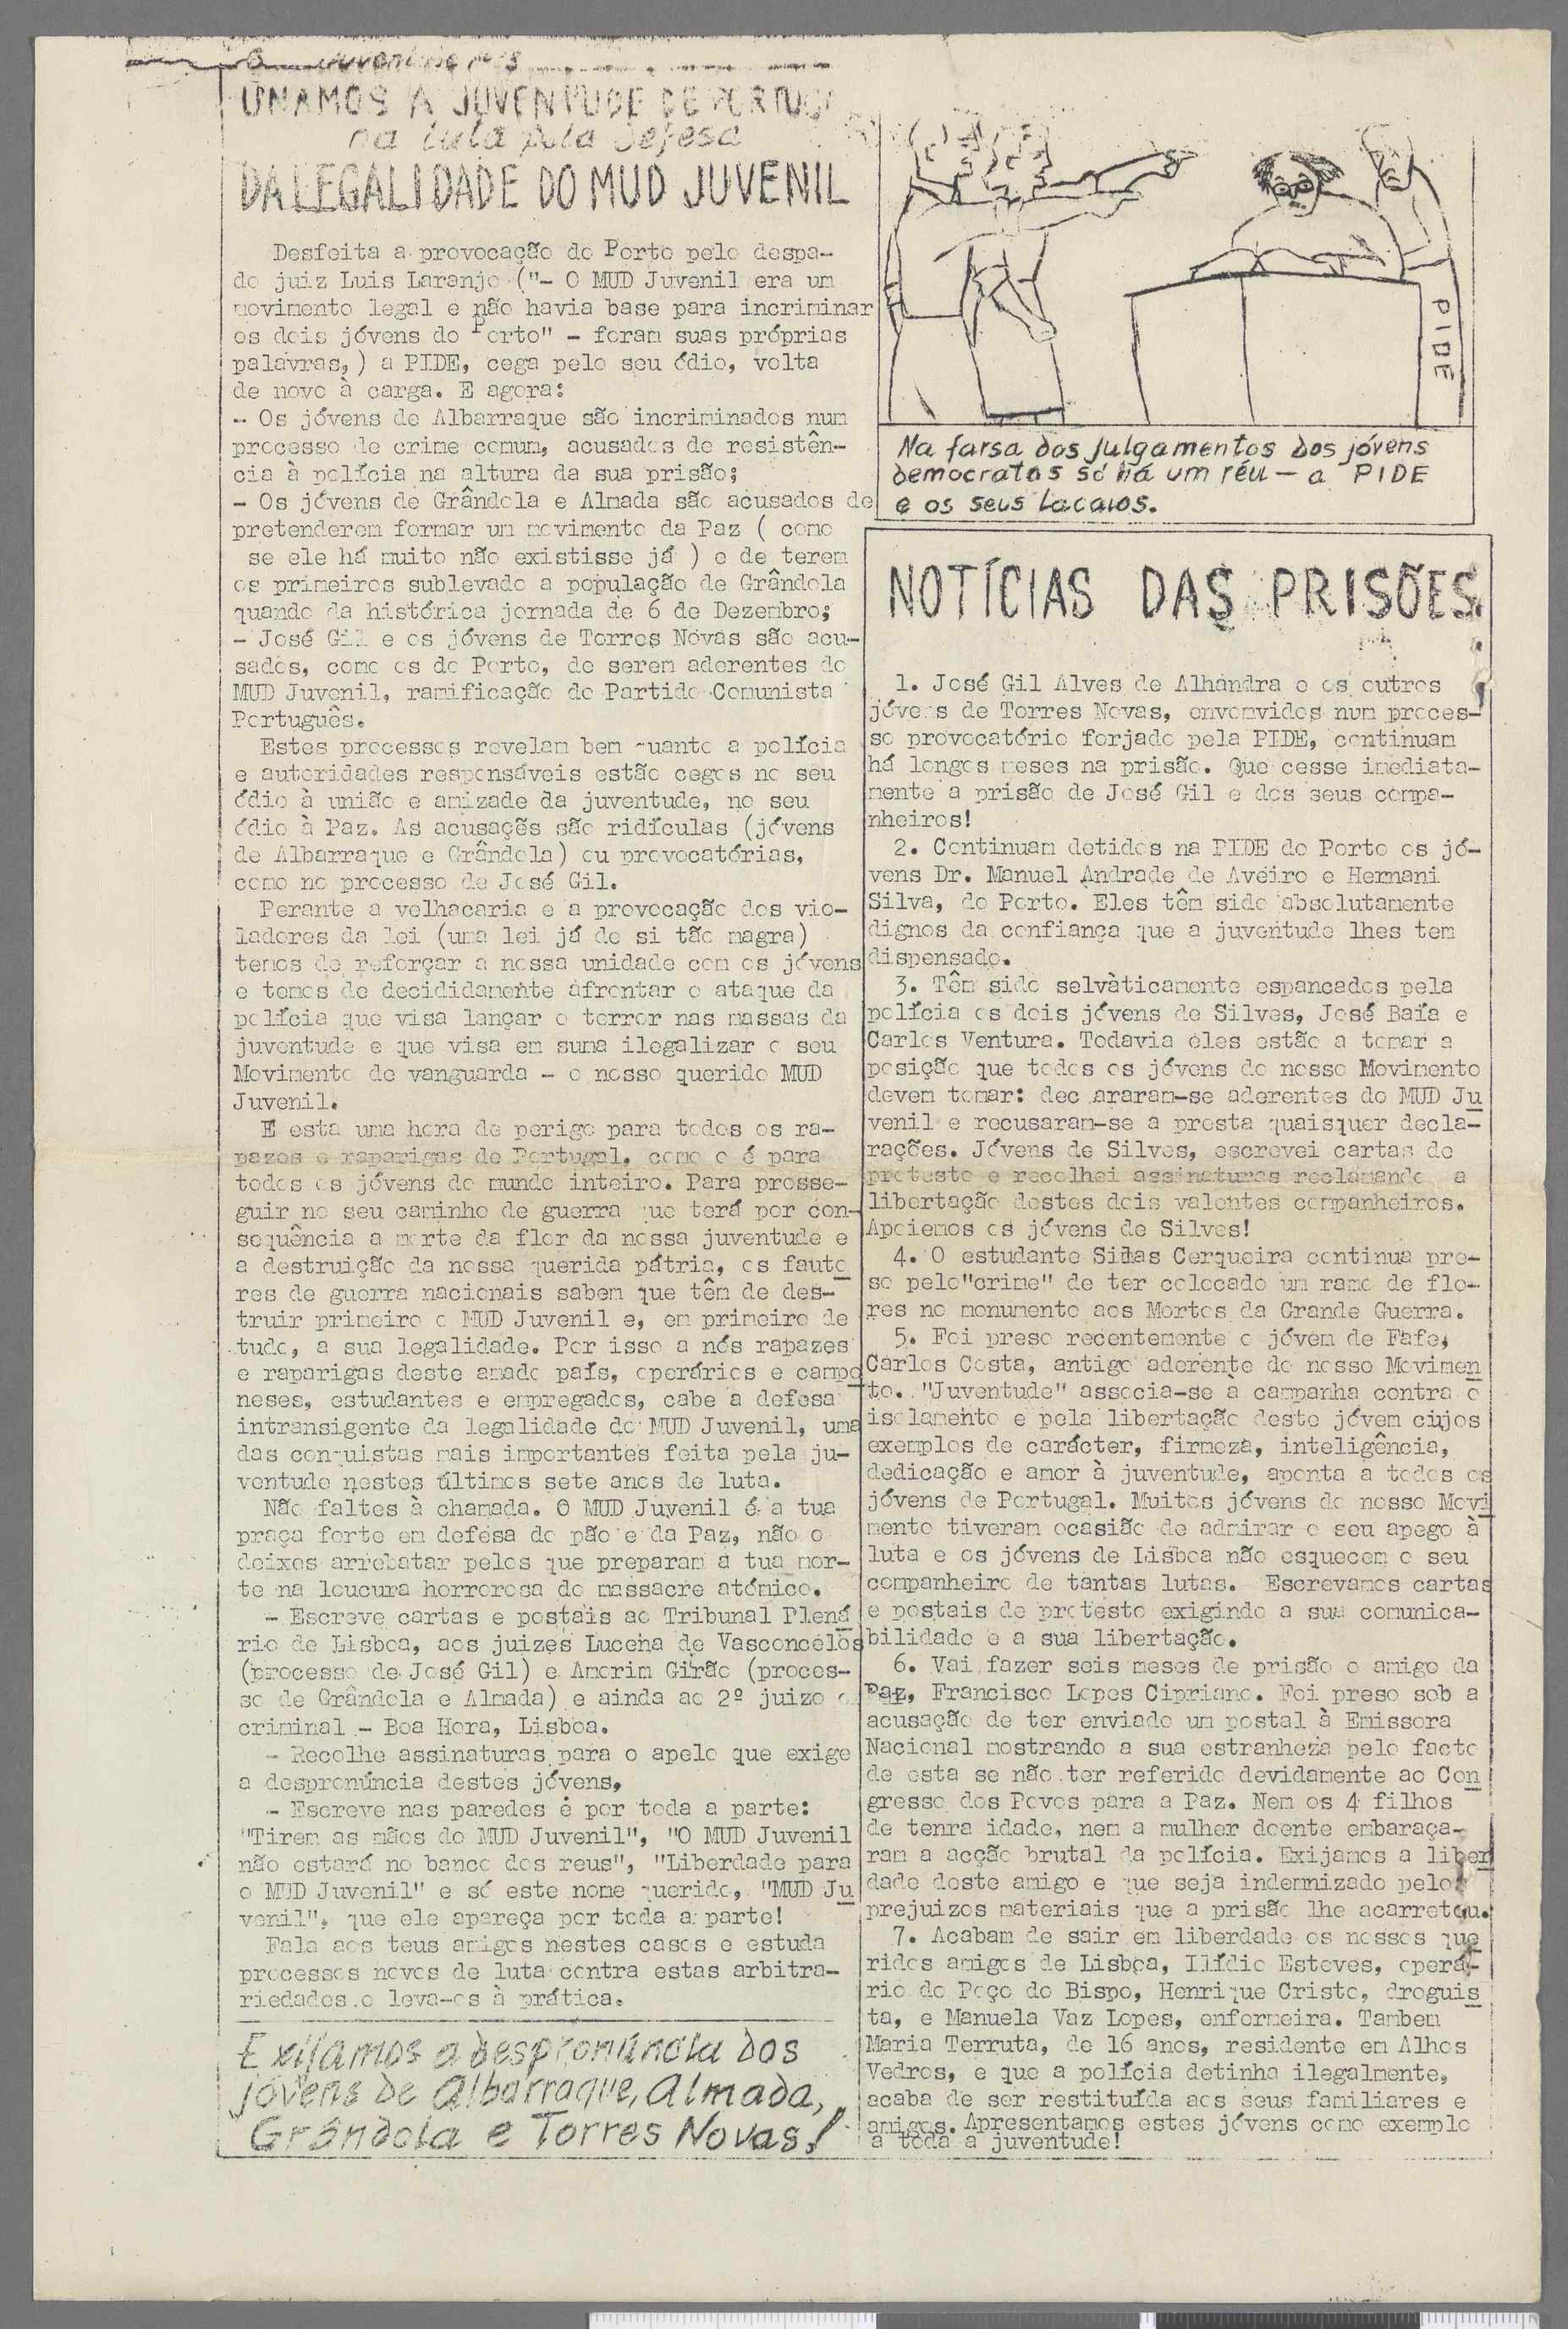 UNAMOS A JUVENTUDE DE PORTUGAL
na luta pela defesa
DA LEGALIDADE DO MUD JUVENIL
Desfeita a provocação do Porto pelo despa-
do juiz Luis Laranjo ("- O MUD Juvenil era um
movimento legal e não havia base para incriminar
os dois jóvens do Porto" - foram suas próprias
palavras,) a PIDE, cega pelo seu ódio, volta
de novo à carga. E agora:
- Os jóvens de Albarraque são incriminados num
processo de crime comum, acusados de resistên-
cia à polícia na altura da sua prisão;
- Os jóvens de Grândola e Almada são acusados de
pretenderem formar um movimento da Paz ( como
se ele há muito não existisse já ) e de terem
os primeiros sublevado a população de Grândola
quando da histórica jornada de 6 de Dezembro;
- José Gil e os jóvens de Torres Novas são acu-
sados, como os do Porto, de serem aderentes do
MUD Juvenil, ramificação do Partido Comunista
Português.
Estes processos revelam bem quanto a polícia
e autoridades responsáveis estão cegos no seu
ódio à união e amizade da juventude, no seu
ódio à Paz. As acusações são ridículas (jóvens
de Albarraque e Grândola) ou provocatórias,
como no processo de José Gil.
Perante a velhacaria e a provocação dos vio-
ladores da lei (uma lei já de si tão magra)
temos de reforçar a nossa unidade com os jóvens
e temos de decididamente afrontar o ataque da
polícia que visa lançar o terror nas massas da
juventude e que visa em suma ilegalizar o seu
Movimento de vanguarda - o nosso querido MUD
Juvenil.
É esta uma hora de perigo para todos os ra-
pazes e raparigas de Portugal, como o é para
todos os jóvens do mundo inteiro. Para prosse-
guir no seu caminho de guerra que terá por con-
sequência a morte da flor da nossa juventude e
a destruição da nossa querida pátria, os fauto
res de guerra nacionais sabem que têm de des-
truir primeiro o MUD Juvenil e, em primeiro de
tudo, a sua legalidade. Por isso a nós rapazes
e raparigas deste amado país, operários e campo
neses, estudantes e empregados, cabe a defesa
intransigente da legalidade do MUD Juvenil, uma
das conquistas mais importantes feita pela ju-
ventude nestes últimos sete anos de luta.
Não faltes à chamada. O MUD Juvenil é a tua
praça forte em defesa do pão e da Paz, não o
deixes arrebatar pelos que preparam a tua mor-
te na loucura horrorosa do massacre atómico.
- Escreve cartas e postais ao Tribunal Plená
rio de Lisboa, aos juizes Lucena de Vasconcelos
(processo de José Gil) e Amorim Girão (proces-
so de Grândola e Almada) e ainda ao 2º juizo
criminal - Boa Hora, Lisboa.
- Recolhe assinaturas para o apelo que exige
a despronúncia destes jóvens,
- Escreve nas paredes e por toda a parte:
"Tirem as mãos do MUD Juvenil", "O MUD Juvenil
não estará no banco dos reus", "Liberdade para
o MUD Juvenil" e só este nome querido, "MUD Ju
venil", que ele apareça por toda a parte!
Fala aos teus amigos nestes casos e estuda
processos novos de luta contra estas arbitra-
riedades e leva-os à prática.
Exijamos a despronúncia dos
jóvens de Albarraque, Almada,
Grândola e Torres Novas!
PIDE
Na farsa dos julgamentos dos jóvens
democratas só há um réu - a PIDE
e os seus lacaios.
NOTÍCIAS DAS PRISÕES
1. José Gil Alves de Alhandra e os outros
jóvens de Torres Novas, envomvidos num proces-
so provocatório forjado pela PIDE, continuam
há longos meses na prisão. Que cesse imediata-
mente a prisão de José Gil e dos seus compa-
nheiros!
2. Continuam detidos na PIDE do Porto os jó-
vens Dr. Manuel Andrade de Aveiro e Hernani
Silva, do Porto. Eles têm sido absolutamente
dignos da confiança que a juventude lhes tem
dispensado.
3. Têm sido selvàticamente espancados pela
polícia os dois jóvens de Silves, José Baía e
Carlos Ventura. Todavia eles estão a tomar a
posição que todos os jóvens do nosso Movimento
devem tomar: dec araram-se aderentes do MUD Ju
venil e recusaram-se a presta quaisquer decla-
rações. Jóvens de Silves, escrevei cartas de
protesto e recolhei assinaturas reclamando a
libertação destes dois valentes companheiros.
Apoiemos os jóvens de Silves!
4. O estudante Silas Cerqueira continua pre-
so pelo"crime" de ter colocado um ramo de flo-
res no monumento aos Mortos da Grande Guerra.
5. Foi preso recentemente o jóvem de Fafe,
Carlos Costa, antigo aderente do nosso Movimen
to. "Juventude" associa-se à campanha contra o
isolamento e pela libertação deste jóvem cujos
exemplos de carácter, firmeza, inteligência,
dedicação e amor à juventude, aponta a todos os
jóvens de Portugal. Muitos jóvens do nosso Movi
mento tiveram ocasião de admirar o seu apego à
luta e os jóvens de Lisboa não esquecem o seu
companheiro de tantas lutas. Escrevamos cartas
e postais de protesto exigindo a sua comunica-
bilidade e a sua libertação.
6. Vai fazer seis meses de prisão o amigo da
Paz, Francisco Lopes Cipriano. Foi preso sob a
acusação de ter enviado um postal à Emissora
Nacional mostrando a sua estranheza pelo facto
de esta se não ter referido devidamente ao Con
gresso dos Povos para a Paz. Nem os 4 filhos
de tenra idade, nem a mulher doente embaraça-
ram a acção brutal da polícia. Exijamos a liber
dade deste amigo e que seja indemnizado pelos
prejuizos materiais que a prisão lhe acarretou.
7. Acabam de sair em liberdade os nossos que
ridos amigos de Lisboa, Ilídio Esteves, operá-
rio do Poço do Bispo, Henrique Cristo, droguis
ta, e Manuela Vaz Lopes, enfermeira. Tambem
Maria Terruta, de 16 anos, residente em Alhos
Vedros, e que a polícia detinha ilegalmente,
acaba de ser restituída aos seus familiares e
amigos. Apresentamos estes jóvens como exemplo
a toda a juventude!